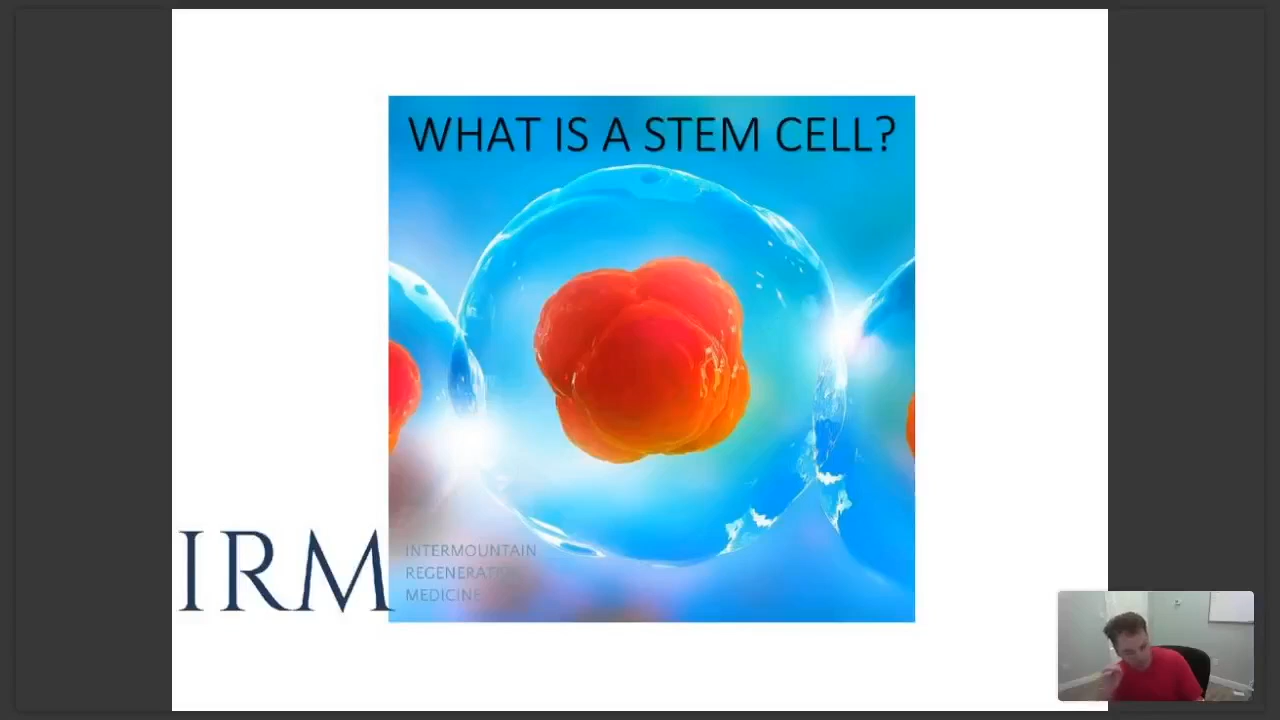 WHAT IS A STEM CELL?
IRM
INTERMOUNTAIN
MEDICINE